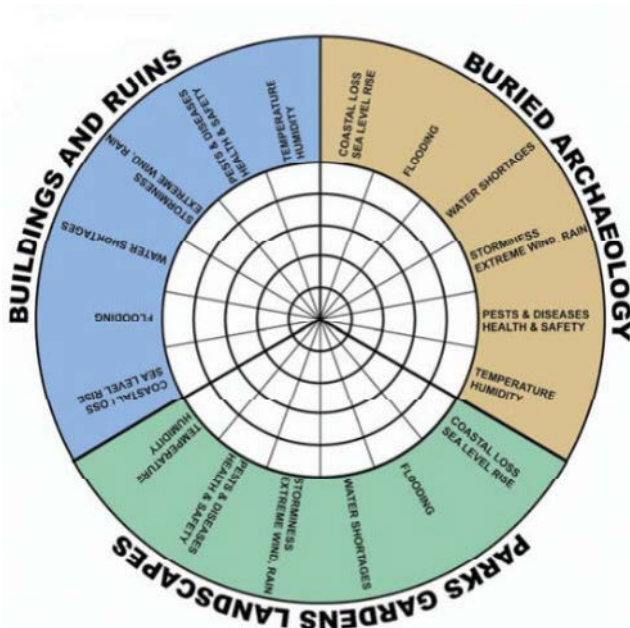 BUILDINGS AND RUINS
COASTAL LOSS
SEA LEVEL RISE
FLOODING
WATER SHORTAGES
STORMINESS
EXTREME WIND, RAIN
PESTS & DISEASES
HEALTH & SAFETY
TEMPERATURE
HUMIDITY
BURIED ARCHAEOLOGY
COASTAL LOSS
SEA LEVEL RISE
FLOODING
WATER SHORTAGES
STORMINESS
EXTREME WIND, RAIN
PESTS & DISEASES
HEALTH & SAFETY
TEMPERATURE
HUMIDITY
PARKS GARDENS LANDSCAPES
COASTAL LOSS
SEA LEVEL RISE
FLOODING
WATER SHORTAGES
STORMINESS
EXTREME WIND, RAIN
PESTS & DISEASES
HEALTH & SAFETY
TEMPERATURE
HUMIDITY